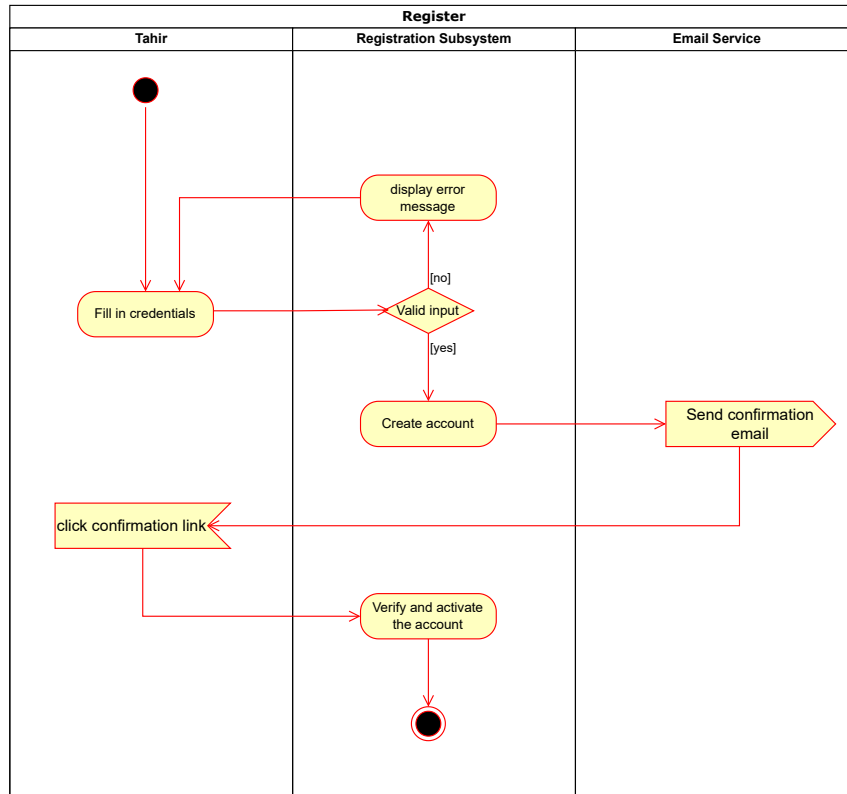 Register
Tahir
Registration Subsystem
Email Service
display error
message
[no]
Fill in credentials
Valid input
[yes]
Create account
Send confirmation
email
click confirmation link
Verify and activate
the account